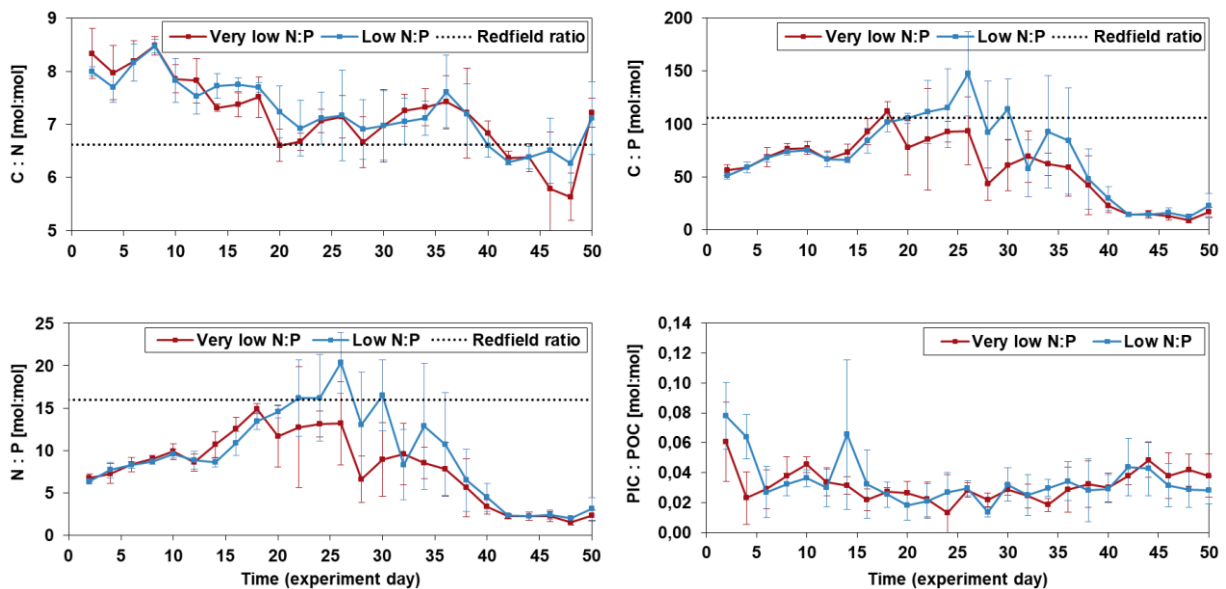 C : N [mol:mol]
9
8
7
6
5
Very low N:P
Low N:P
Redfield ratio
0 5 10 15 20 25 30 35 40 45 50
C : P [mol:mol]
200
150
100
50
0
Very low N:P
Low N:P
Redfield ratio
0 5 10 15 20 25 30 35 40 45 50
N : P [mol:mol]
25
20
15
10
5
0
Very low N:P
Low N:P
Redfield ratio
0 5 10 15 20 25 30 35 40 45 50
Time (experiment day)
PIC : POC [mol:mol]
0,14
0,12
0,10
0,08
0,06
0,04
0,02
0,00
Very low N:P
Low N:P
0 5 10 15 20 25 30 35 40 45 50
Time (experiment day)